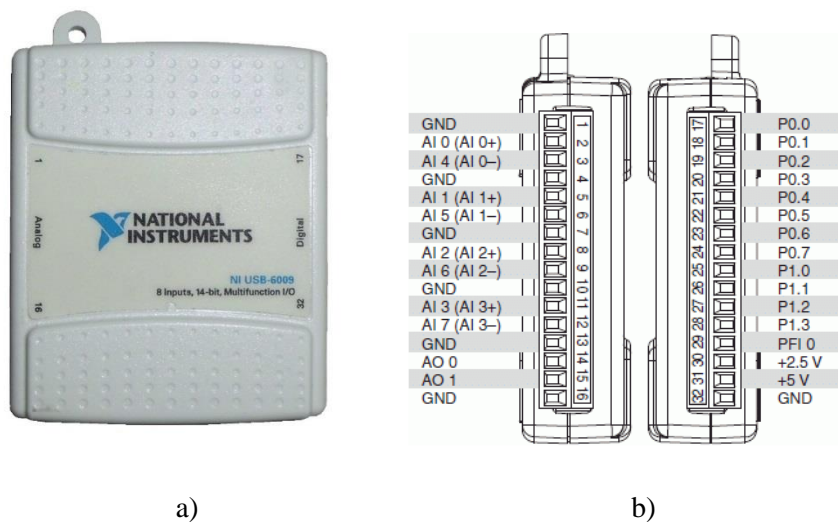 1
17
Analog
Digital
NATIONAL
INSTRUMENTS
NI USB-6009
8 Inputs, 14-bit, Multifunction I/O
16
32
GND 1
AI 0 (AI 0+) 2
AI 4 (AI 0–) 3
GND 4
AI 1 (AI 1+) 5
AI 5 (AI 1–) 6
GND 7
AI 2 (AI 2+) 8
AI 6 (AI 2–) 9
GND 10
AI 3 (AI 3+) 11
AI 7 (AI 3–) 12
GND 13
AO 0 14
AO 1 15
GND 16
17 P0.0
18 P0.1
19 P0.2
20 P0.3
21 P0.4
22 P0.5
23 P0.6
24 P0.7
25 P1.0
26 P1.1
27 P1.2
28 P1.3
29 PFI 0
30 +2.5 V
31 +5 V
32 GND
a)
b)